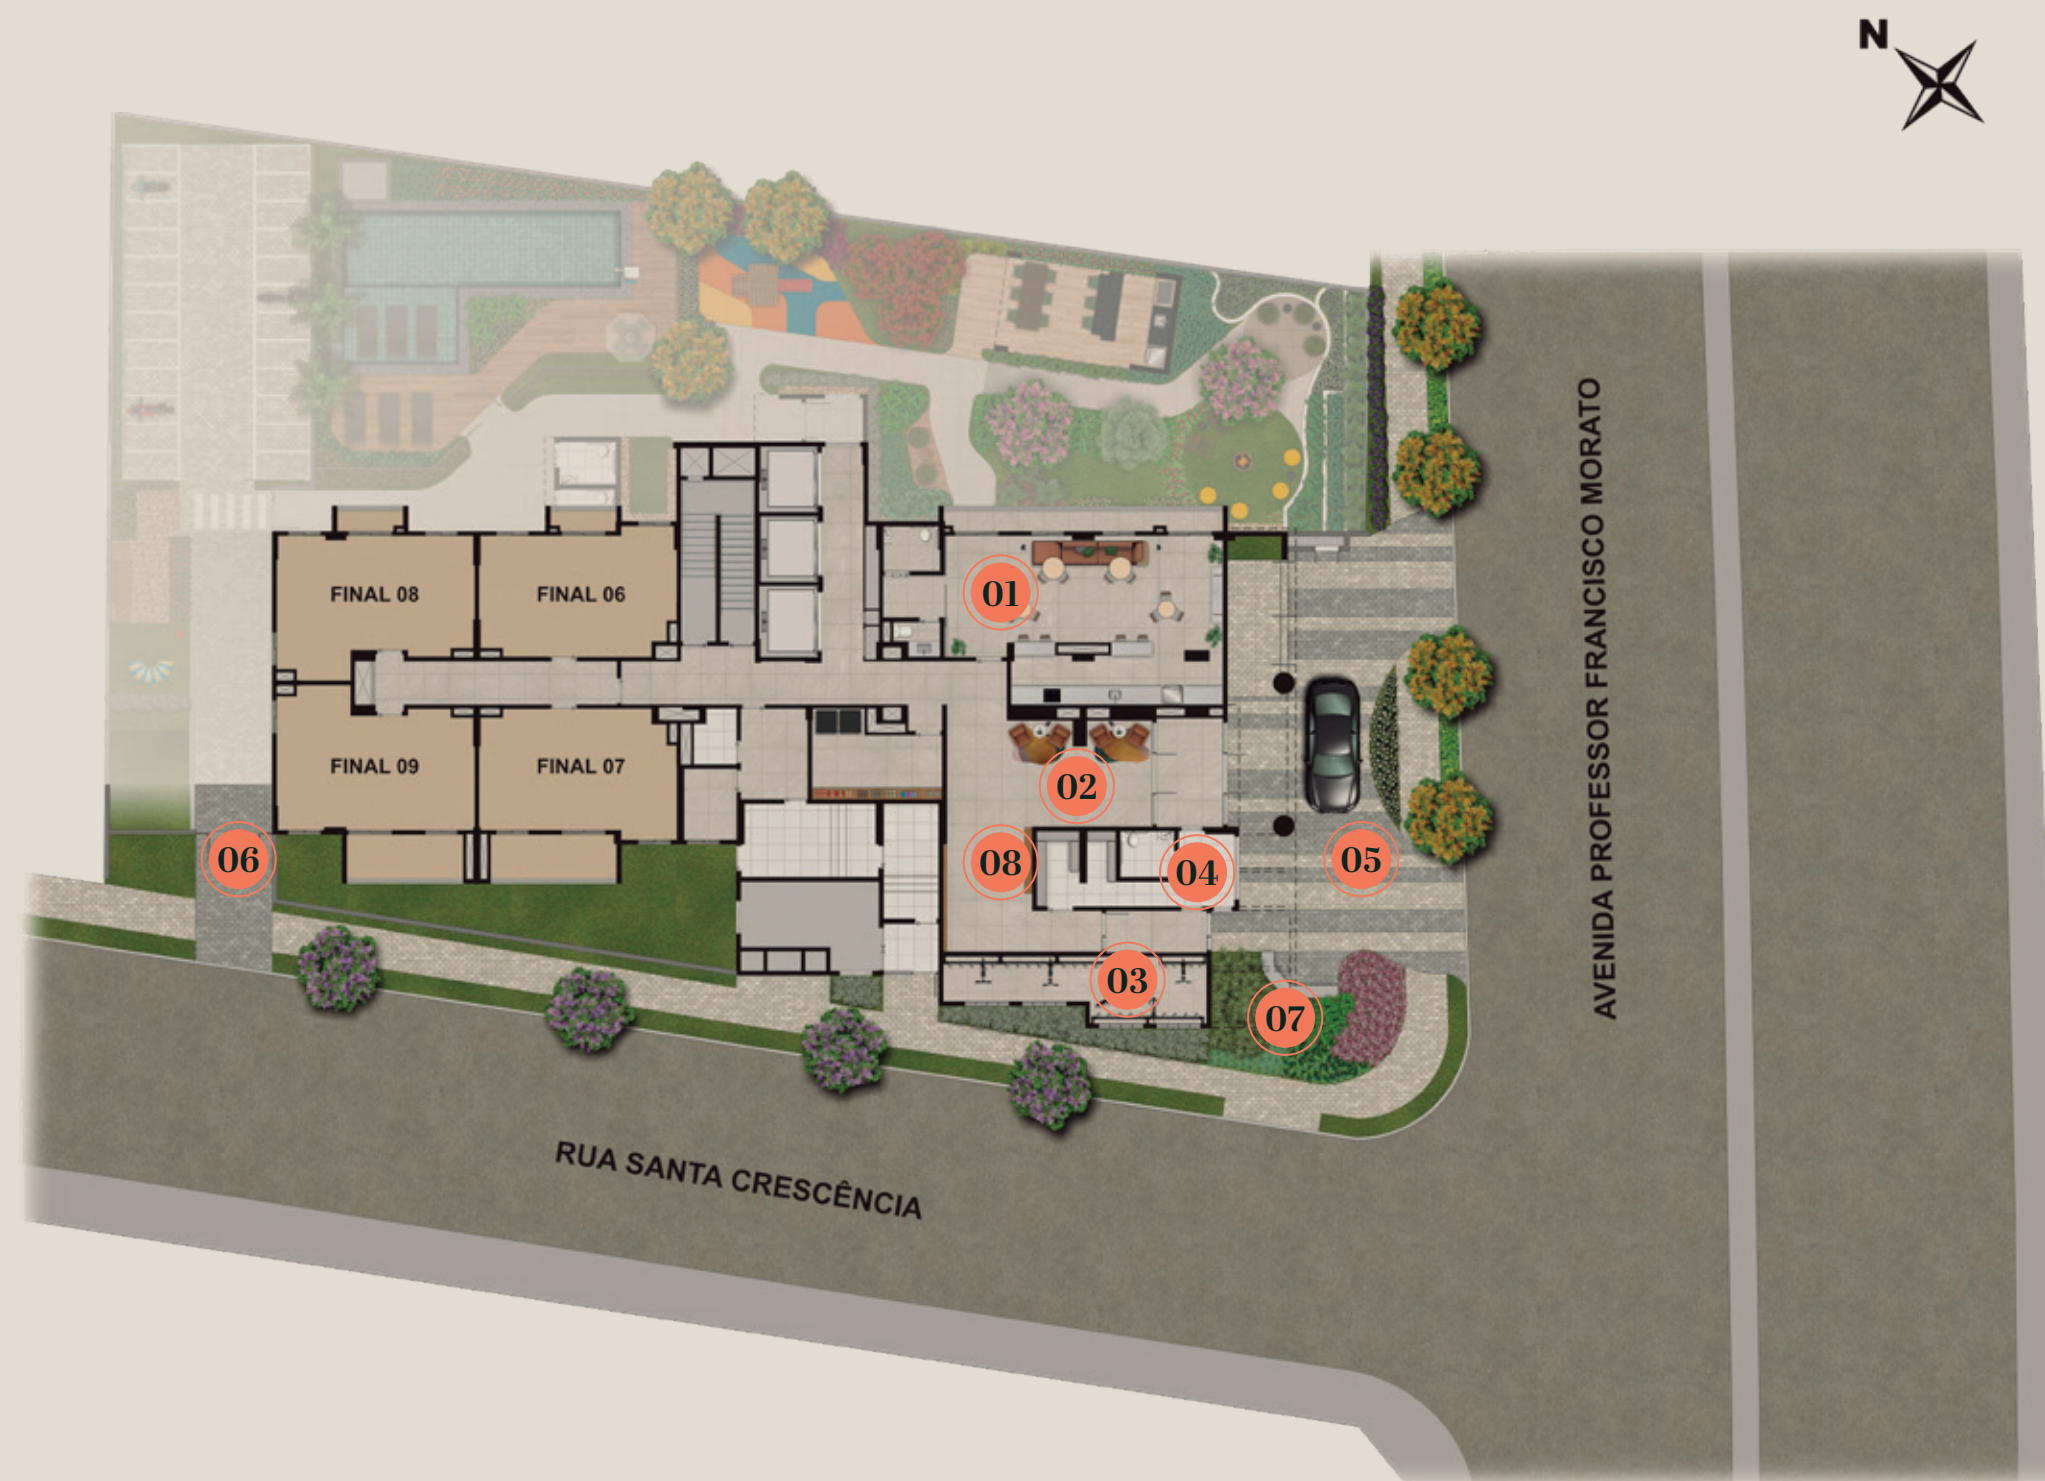 N
FINAL 08
FINAL 06
01
FINAL 09
FINAL 07
02
06
08
04
05
03
07
AVENIDA PROFESSOR FRANCISCO MORATO
RUA SANTA CRESCÊNCIA